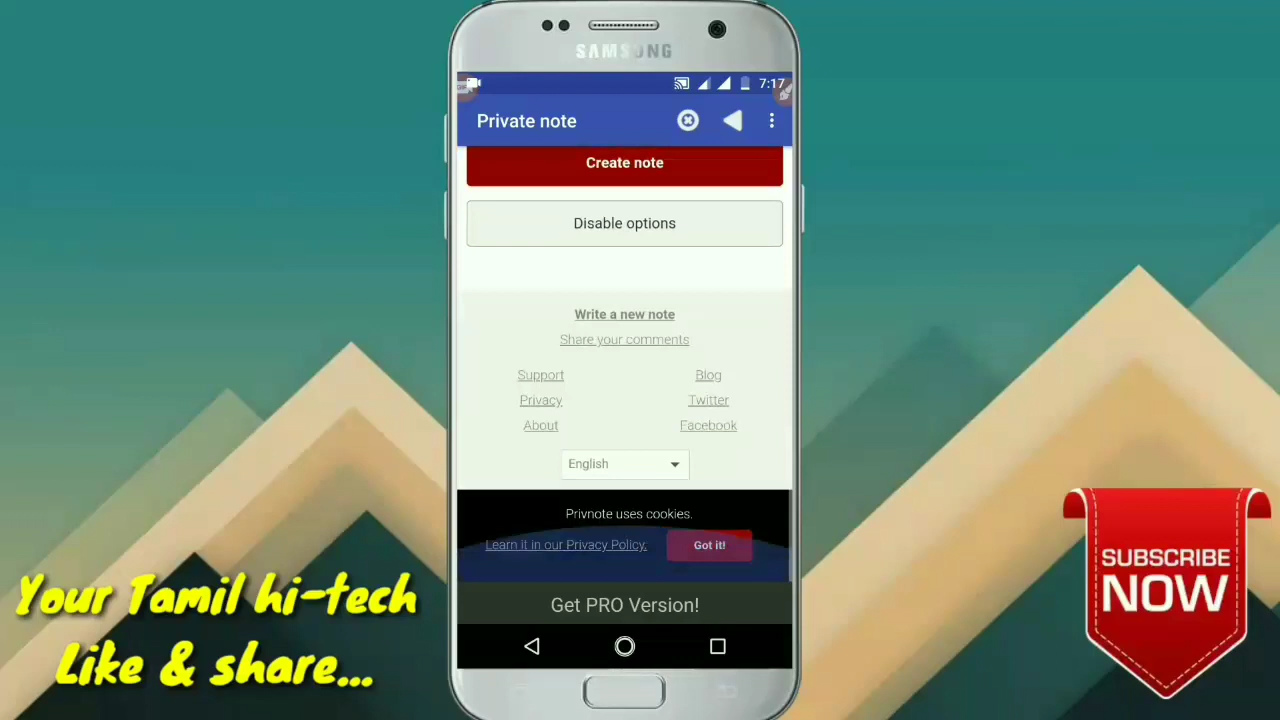 SAMSUNG
7:17
Private note
Create note
Disable options
Write a new note
Share your comments
Support Blog
Privacy Twitter
About Facebook
English
Privnote uses cookies.
Learn it in our Privacy Policy. Got it!
Get PRO Version!
Your Tamil hi-tech
Like & share...
SUBSCRIBE
NOW